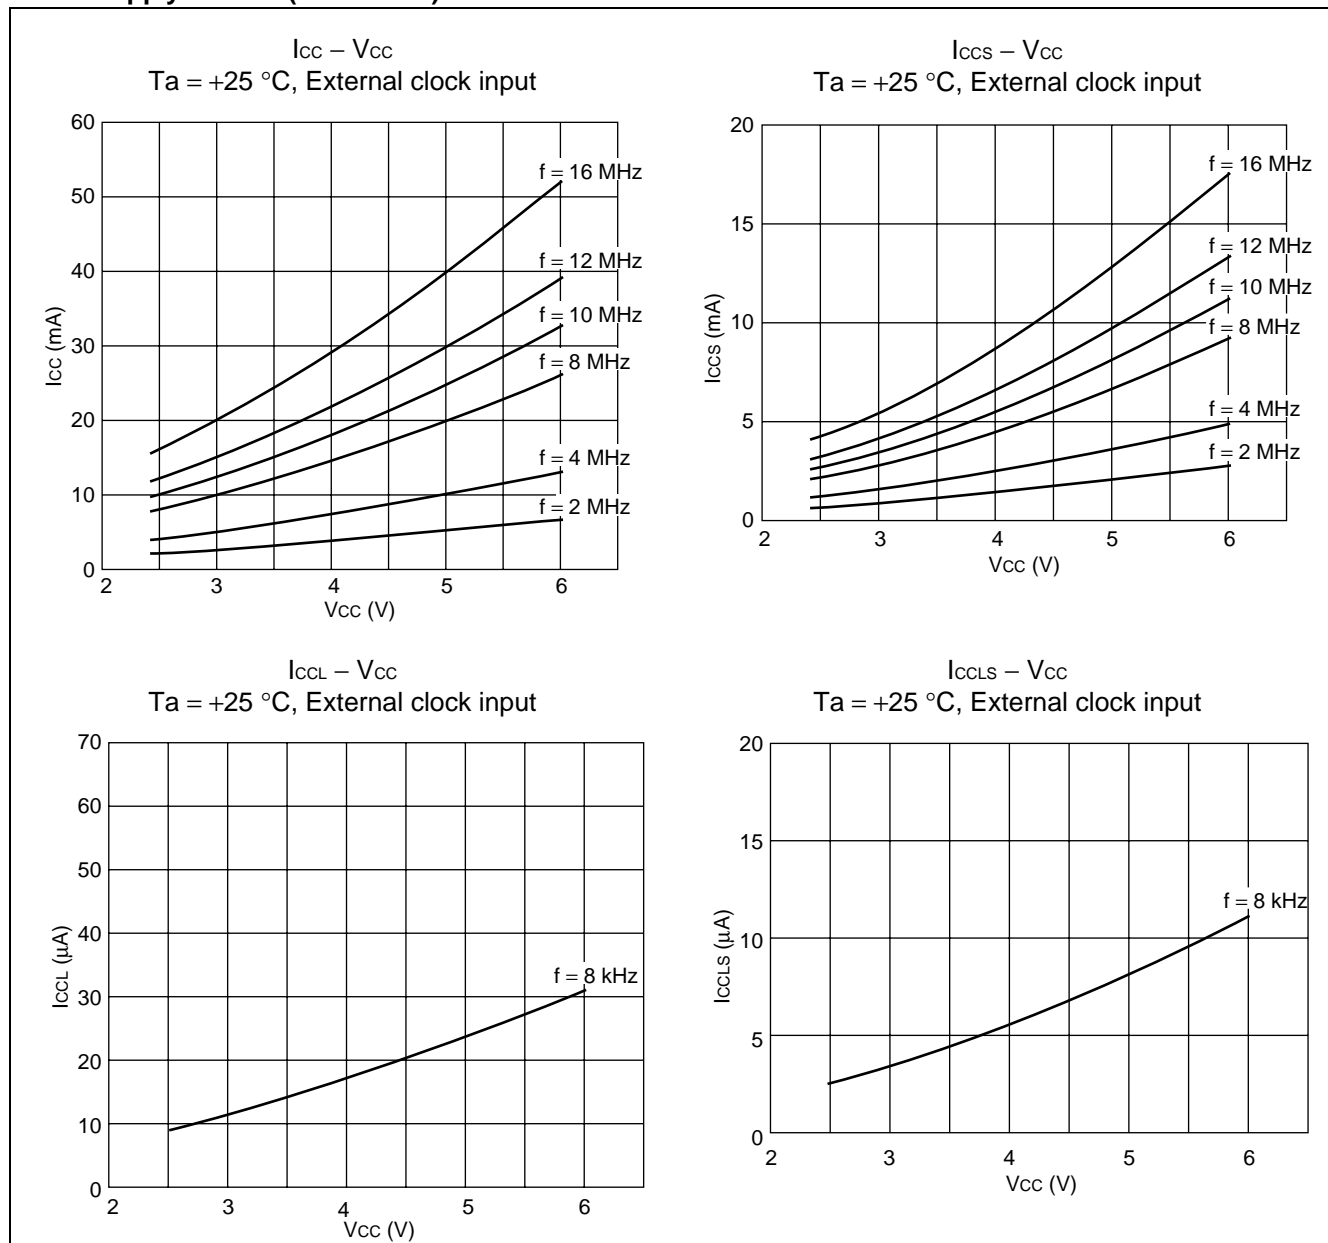 ICC – VCC
Ta = +25 °C, External clock input
60
50
40
30
20
10
0
ICC (mA)
f = 16 MHz
f = 12 MHz
f = 10 MHz
f = 8 MHz
f = 4 MHz
f = 2 MHz
2 3 4 5 6
VCC (V)
ICCS – VCC
Ta = +25 °C, External clock input
20
15
10
5
0
ICCS (mA)
f = 16 MHz
f = 12 MHz
f = 10 MHz
f = 8 MHz
f = 4 MHz
f = 2 MHz
2 3 4 5 6
VCC (V)
ICCL – VCC
Ta = +25 °C, External clock input
70
60
50
40
30
20
10
0
ICCL (μA)
f = 8 kHz
2 3 4 5 6
VCC (V)
ICCLS – VCC
Ta = +25 °C, External clock input
20
15
10
5
0
ICCLS (μA)
f = 8 kHz
2 3 4 5 6
VCC (V)